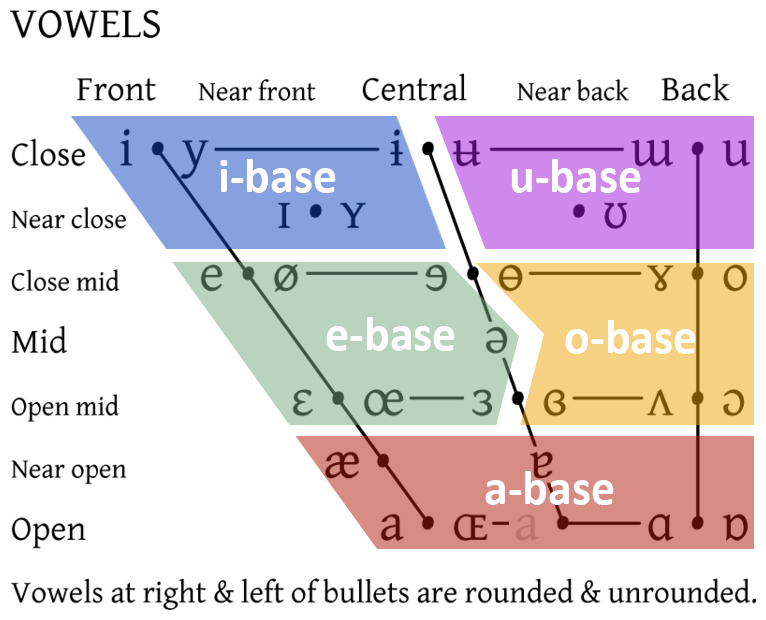 VOWELS
Front Near front Central Near back Back
Close i y ɨ ʉ ɯ u
i-base u-base
Near close ɪ ʏ ʊ
Close mid e ø ɘ ɵ ɤ o
Mid e-base ə o-base
Open mid ɛ œ ɜ ɞ ʌ ɔ
Near open æ ɐ
a-base
Open a ɶ a ɑ ɒ
Vowels at right & left of bullets are rounded & unrounded.